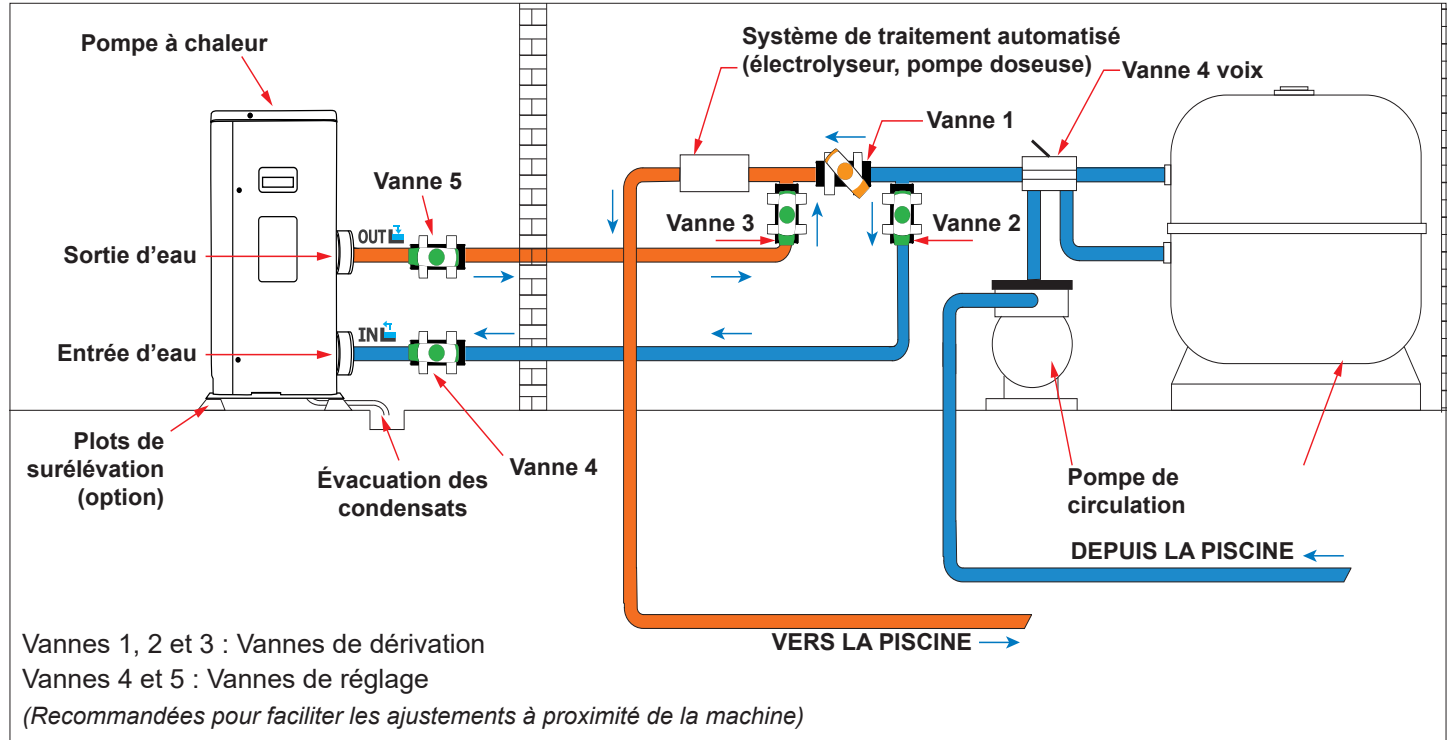 Pompe à chaleur
Système de traitement automatisé
(électrolyseur, pompe doseuse)
Vanne 4 voix
Vanne 1
Vanne 5
Vanne 3
Vanne 2
OUT
Sortie d'eau
IN
Entrée d'eau
Plots de
surélévation
(option)
Évacuation des
condensats
Vanne 4
Pompe de
circulation
DEPUIS LA PISCINE
VERS LA PISCINE
Vannes 1, 2 et 3 : Vannes de dérivation
Vannes 4 et 5 : Vannes de réglage
(Recommandées pour faciliter les ajustements à proximité de la machine)